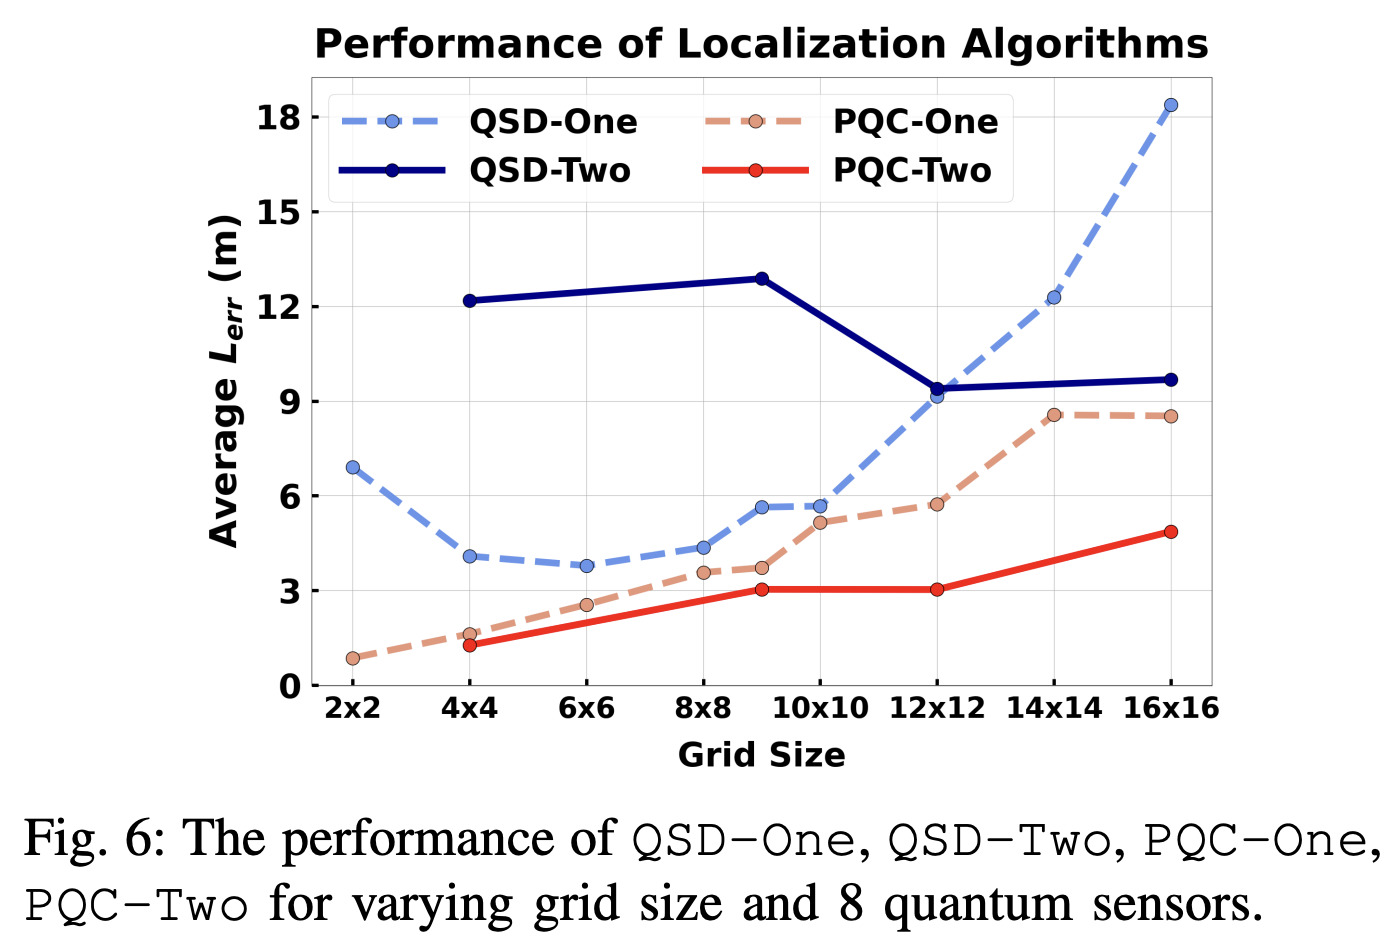 Performance of Localization Algorithms
QSD-One
PQC-One
QSD-Two
PQC-Two
Average L_err (m)
18
15
12
9
6
3
0
2x2 4x4 6x6 8x8 10x10 12x12 14x14 16x16
Grid Size
Fig. 6: The performance of QSD-One, QSD-Two, PQC-One,
PQC-Two for varying grid size and 8 quantum sensors.